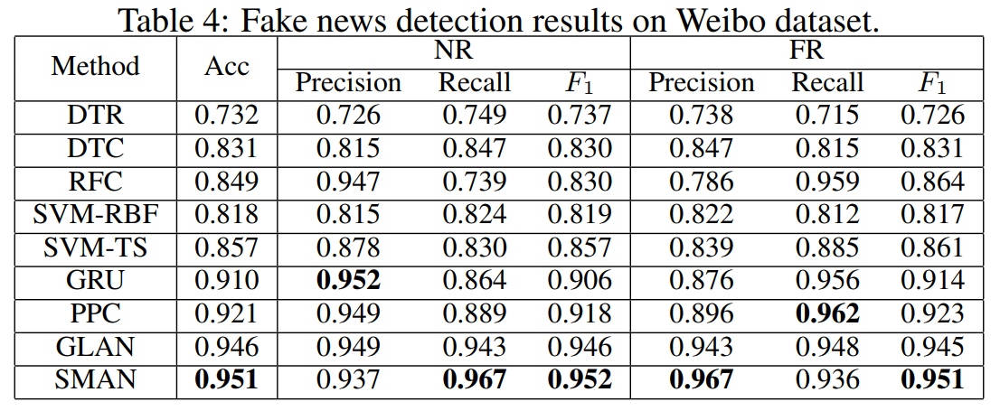 Table 4: Fake news detection results on Weibo dataset.
Method Acc NR FR
Precision Recall F1 Precision Recall F1
DTR 0.732 0.726 0.749 0.737 0.738 0.715 0.726
DTC 0.831 0.815 0.847 0.830 0.847 0.815 0.831
RFC 0.849 0.947 0.739 0.830 0.786 0.959 0.864
SVM-RBF 0.818 0.815 0.824 0.819 0.822 0.812 0.817
SVM-TS 0.857 0.878 0.830 0.857 0.839 0.885 0.861
GRU 0.910 0.952 0.864 0.906 0.876 0.956 0.914
PPC 0.921 0.949 0.889 0.918 0.896 0.962 0.923
GLAN 0.946 0.949 0.943 0.946 0.943 0.948 0.945
SMAN 0.951 0.937 0.967 0.952 0.967 0.936 0.951